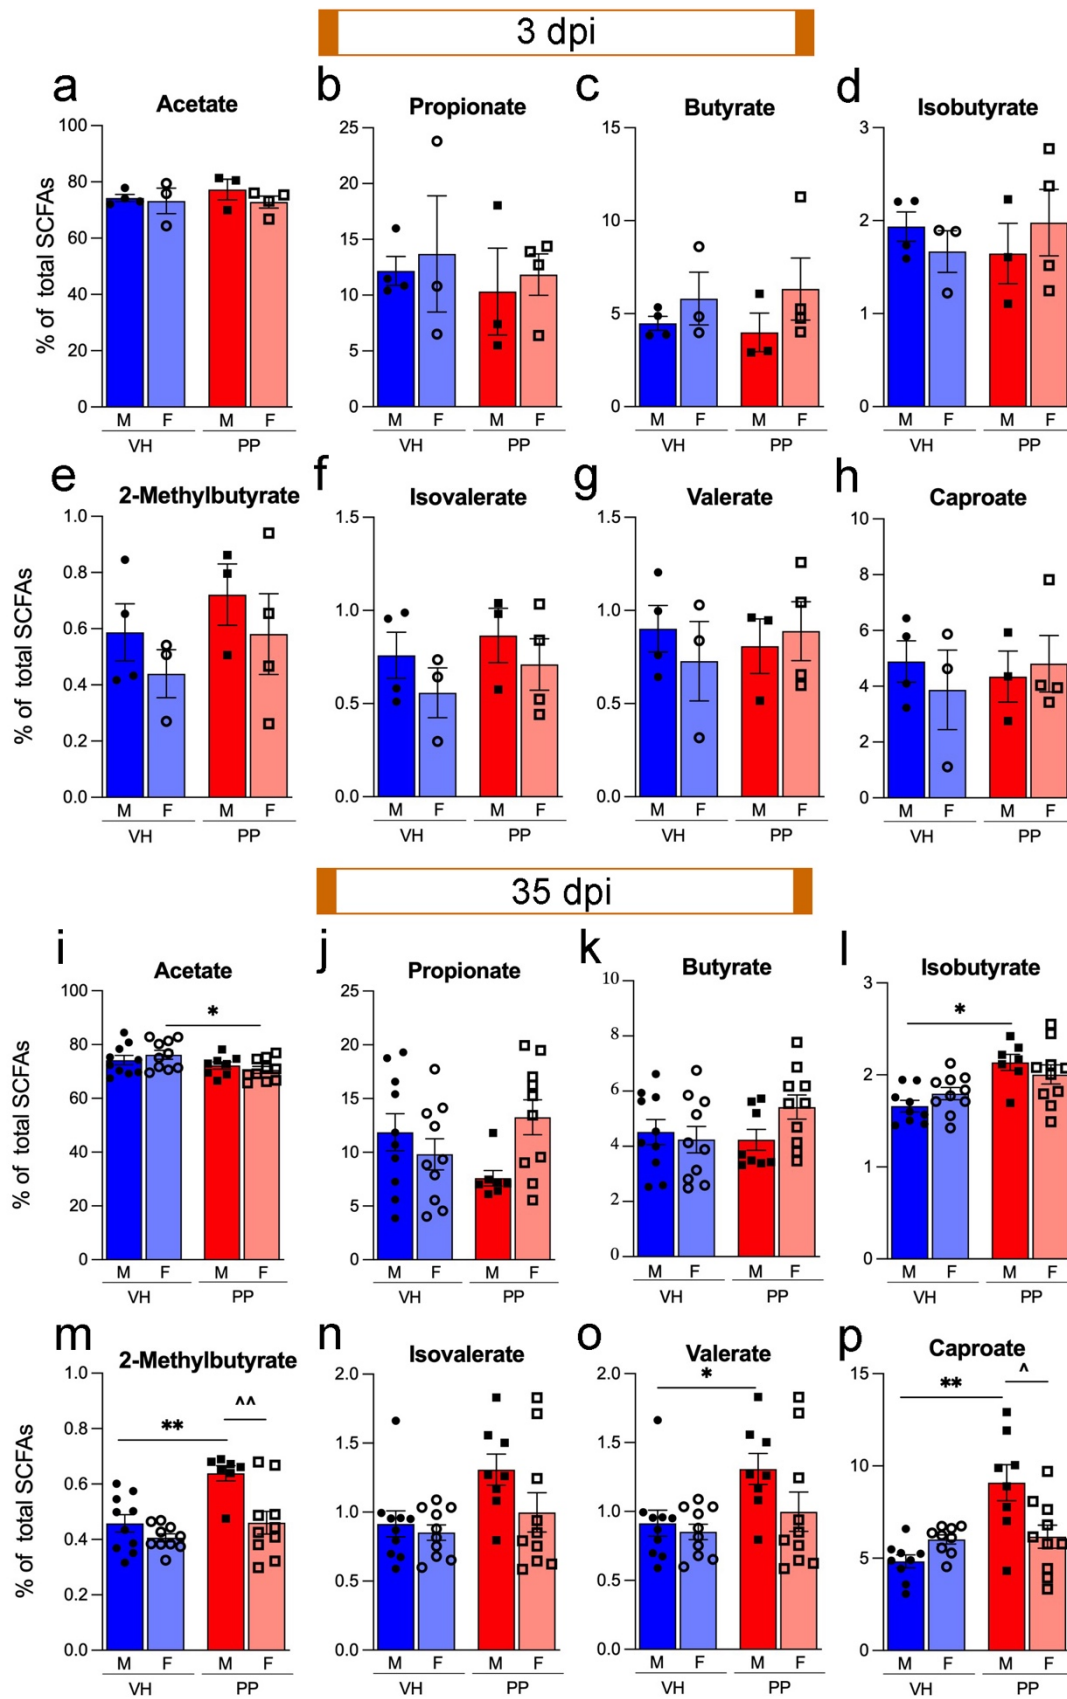 3 dpi
a b c d
Acetate Propionate Butyrate Isobutyrate
% of total SCFAs
100 80 60 40 20 0
25 20 15 10 5 0
15 10 5 0
3 2 1 0
M F M F M F M F M F M F M F M F
VH PP VH PP VH PP VH PP
e f g h
2-Methylbutyrate Isovalerate Valerate Caproate
% of total SCFAs
1.0 0.8 0.6 0.4 0.2 0.0
1.5 1.0 0.5 0.0
1.5 1.0 0.5 0.0
10 8 6 4 2 0
M F M F M F M F M F M F M F M F
VH PP VH PP VH PP VH PP
35 dpi
i j k l
Acetate Propionate Butyrate Isobutyrate
% of total SCFAs
100 80 60 40 20 0
25 20 15 10 5 0
10 8 6 4 2 0
3 2 1 0
* *
M F M F M F M F M F M F M F M F
VH PP VH PP VH PP VH PP
m n o p
2-Methylbutyrate Isovalerate Valerate Caproate
% of total SCFAs
1.0 0.8 0.6 0.4 0.2 0.0
2.0 1.5 1.0 0.5 0.0
2.0 1.5 1.0 0.5 0.0
15 10 5 0
** ^^ * ** ^
M F M F M F M F M F M F M F M F
VH PP VH PP VH PP VH PP